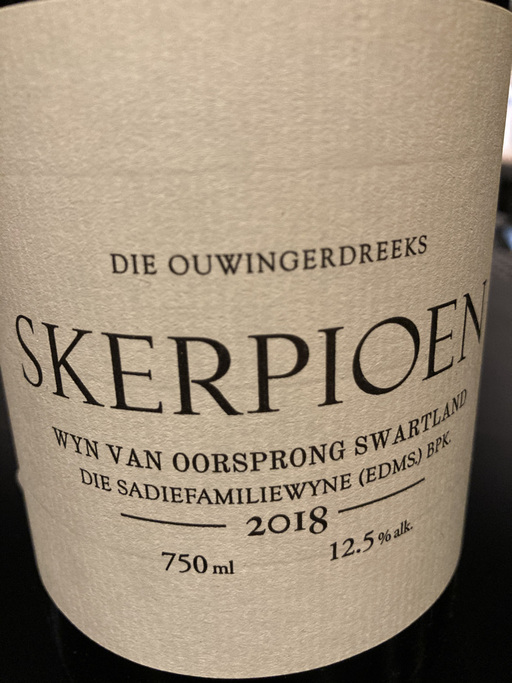 DIE OUWINGERDREEKS
SKERPIOEN
WYN VAN OORSPRONG SWARTLAND
DIE SADIEFAMILIEWYNE (EDMS.) BPK.
2018
750 ml 12.5 % alk.